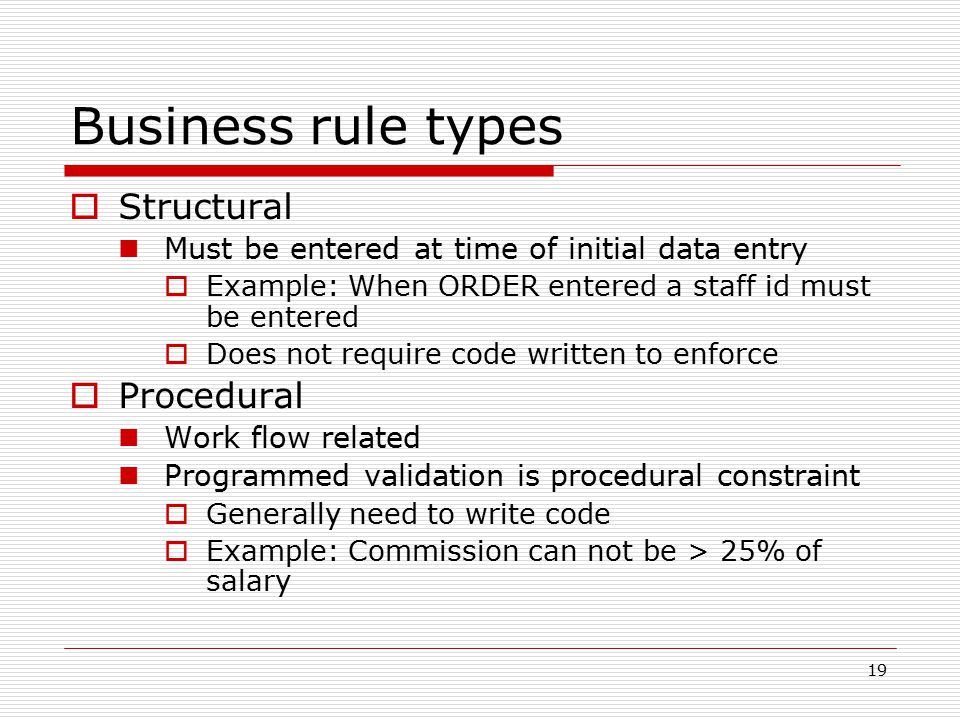 Business rule types
Structural
Must be entered at time of initial data entry
Example: When ORDER entered a staff id must
be entered
Does not require code written to enforce
Procedural
Work flow related
Programmed validation is procedural constraint
Generally need to write code
Example: Commission can not be > 25% of
salary
19